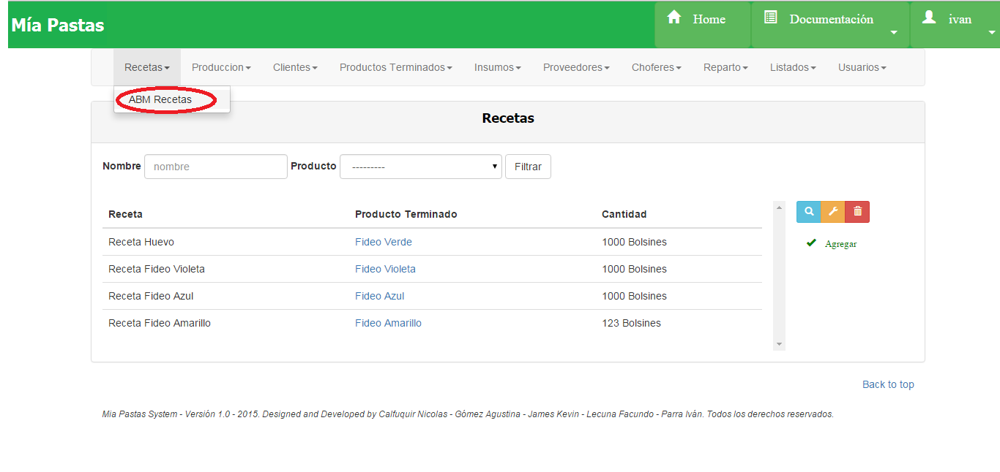 Mía Pastas Home Documentación ivan
Recetas Produccion Clientes Productos Terminados Insumos Proveedores Choferes Reparto Listados Usuarios
ABM Recetas
Recetas
Nombre nombre Producto --------- Filtrar
Receta Producto Terminado Cantidad
Agregar
Receta Huevo Fideo Verde 1000 Bolsines
Receta Fideo Violeta Fideo Violeta 1000 Bolsines
Receta Fideo Azul Fideo Azul 1000 Bolsines
Receta Fideo Amarillo Fideo Amarillo 123 Bolsines
Back to top
Mia Pastas System - Versión 1.0 - 2015. Designed and Developed by Calfuquir Nicolas - Gómez Agustina - James Kevin - Lecuna Facundo - Parra Iván. Todos los derechos reservados.